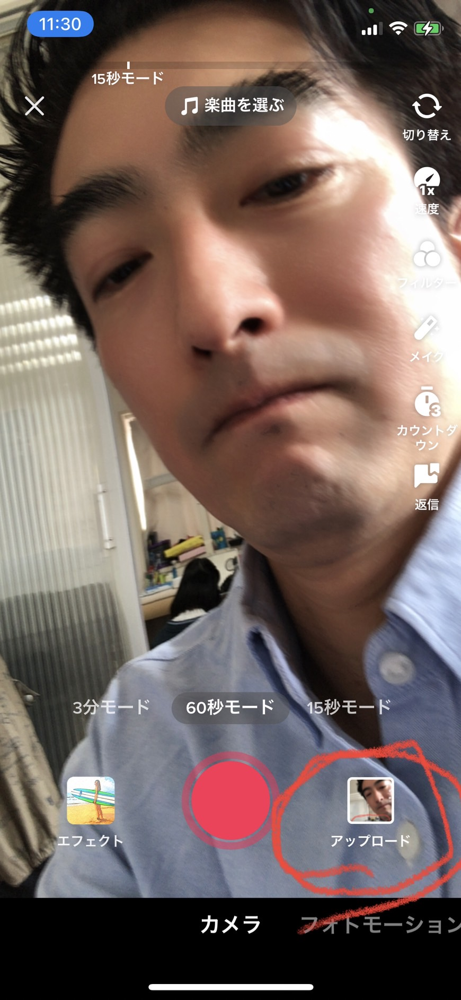 11:30
15秒モード
楽曲を選ぶ
切り替え
1x
速度
フィルター
メイク
3
カウントダ
ウン
返信
3分モード
60秒モード
15秒モード
エフェクト
アップロード
カメラ
フォトモーション